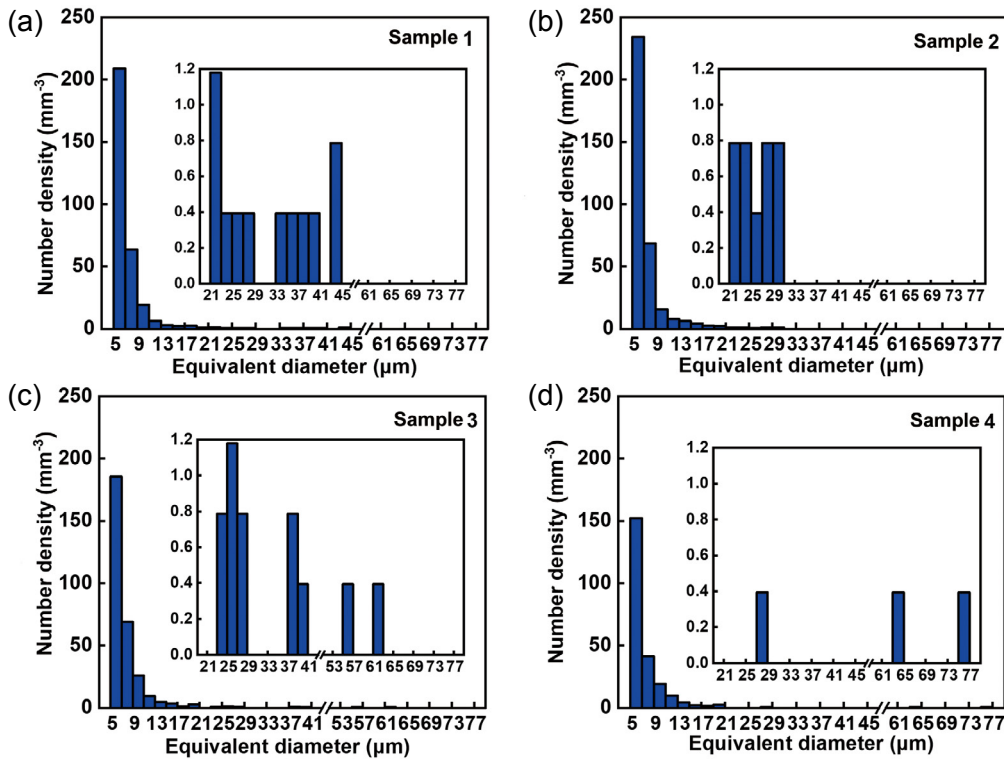 (a)
Sample 1
Number density (mm⁻³)
250
200
150
100
50
0
1.2
1.0
0.8
0.6
0.4
0.2
0.0
21 25 29 33 37 41 45 61 65 69 73 77
5 9 13 17 21 25 29 33 37 41 45 61 65 69 73 77
Equivalent diameter (μm)
(b)
Sample 2
Number density (mm⁻³)
250
200
150
100
50
0
1.2
1.0
0.8
0.6
0.4
0.2
0.0
21 25 29 33 37 41 45 61 65 69 73 77
5 9 13 17 21 25 29 33 37 41 45 61 65 69 73 77
Equivalent diameter (μm)
(c)
Sample 3
Number density (mm⁻³)
250
200
150
100
50
0
1.2
1.0
0.8
0.6
0.4
0.2
0.0
21 25 29 33 37 41 53 57 61 65 69 73 77
5 9 13 17 21 25 29 33 37 41 53 57 61 65 69 73 77
Equivalent diameter (μm)
(d)
Sample 4
Number density (mm⁻³)
250
200
150
100
50
0
1.2
1.0
0.8
0.6
0.4
0.2
0.0
21 25 29 33 37 41 45 61 65 69 73 77
5 9 13 17 21 25 29 33 37 41 45 61 65 69 73 77
Equivalent diameter (μm)